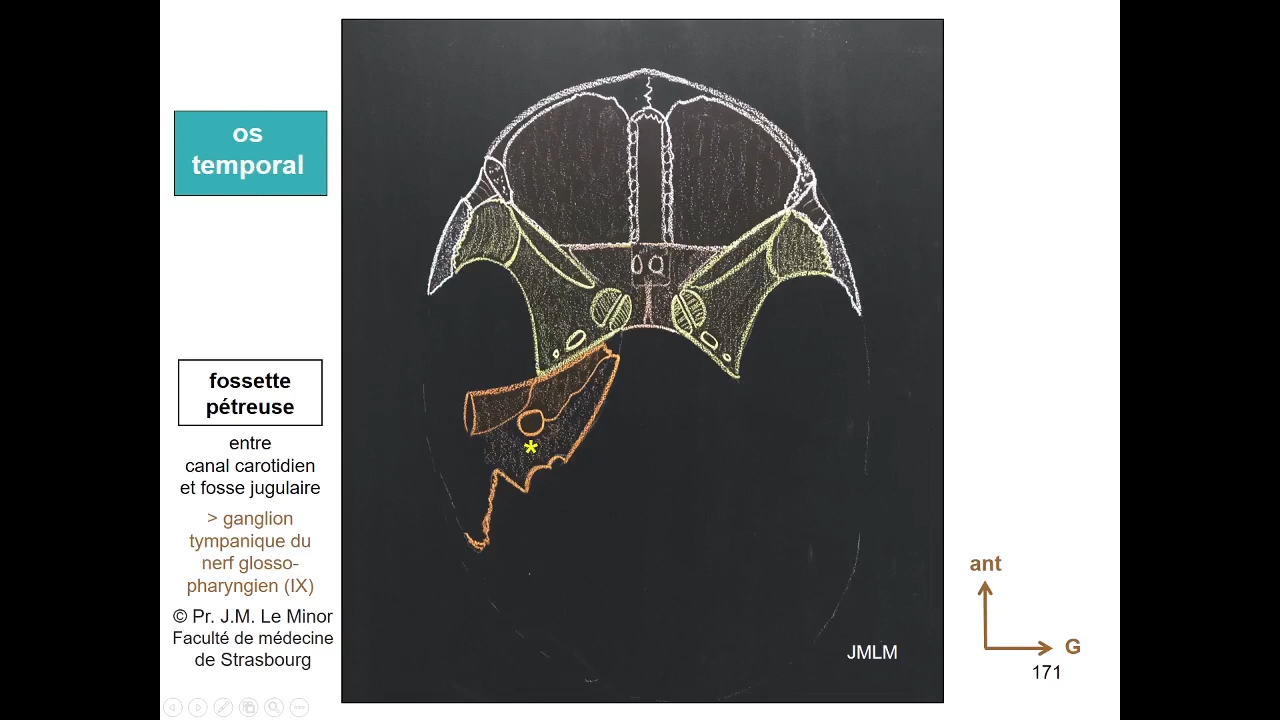 os
temporal
fossette
pétreuse
entre
canal carotidien
et fosse jugulaire
> ganglion
tympanique du
nerf glosso-
pharyngien (IX)
© Pr. J.M. Le Minor
Faculté de médecine
de Strasbourg
*
JMLM
ant
G
171